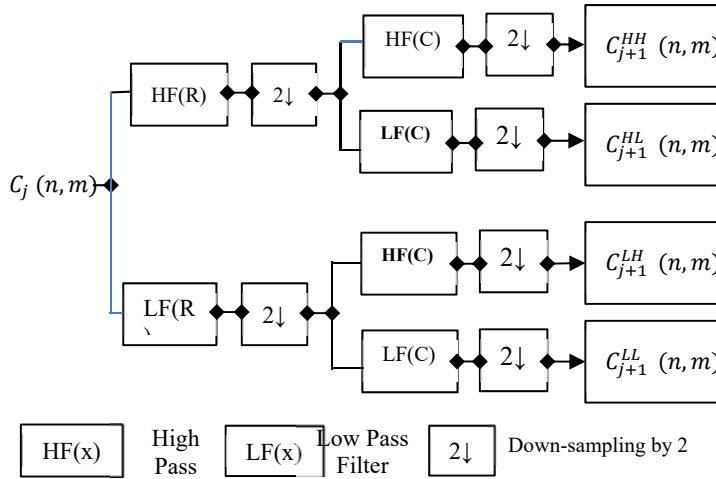 HF(C)
2↓
C_{j+1}^{HH} (n, m)
HF(R)
2↓
LF(C)
2↓
C_{j+1}^{HL} (n, m)
C_j (n, m)
HF(C)
2↓
C_{j+1}^{LH} (n, m)
LF(R
)
2↓
LF(C)
2↓
C_{j+1}^{LL} (n, m)
HF(x)
High
Pass
LF(x)
Low Pass
Filter
2↓
Down-sampling by 2